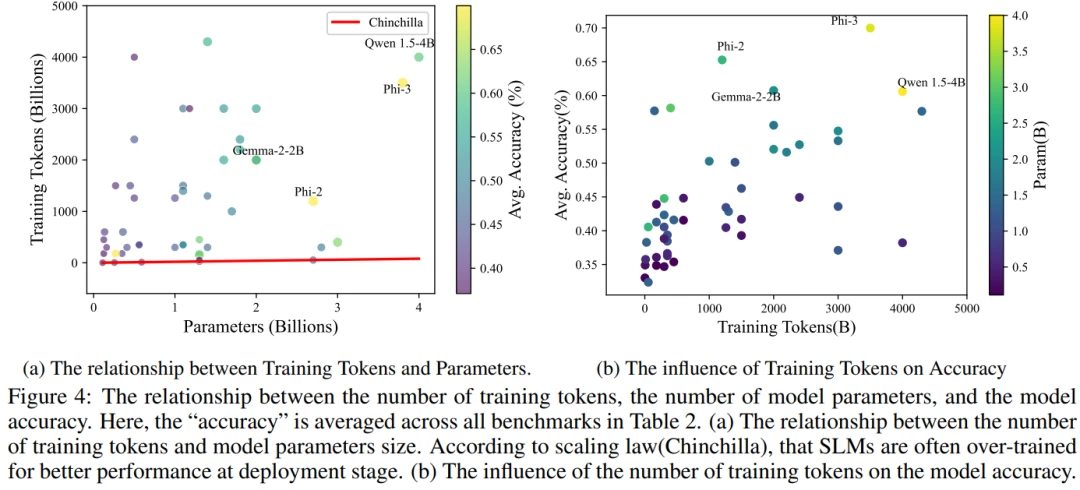 5000
4000
3000
2000
1000
0
0
1
2
3
4
Training Tokens (Billions)
Parameters (Billions)
Chinchilla
Qwen 1.5-4B
Phi-3
Gemma-2-2B
Phi-2
0.65
0.60
0.55
0.50
0.45
0.40
Avg. Accuracy (%)
0.70
0.65
0.60
0.55
0.50
0.45
0.40
0.35
0
1000
2000
3000
4000
5000
Avg. Accuracy(%)
Training Tokens(B)
Phi-3
Phi-2
Qwen 1.5-4B
Gemma-2-2B
4.0
3.5
3.0
2.5
2.0
1.5
1.0
0.5
Param(B)
(a) The relationship between Training Tokens and Parameters.
(b) The influence of Training Tokens on Accuracy
Figure 4: The relationship between the number of training tokens, the number of model parameters, and the model
accuracy. Here, the “accuracy” is averaged across all benchmarks in Table 2. (a) The relationship between the number
of training tokens and model parameters size. According to scaling law(Chinchilla), that SLMs are often over-trained
for better performance at deployment stage. (b) The influence of the number of training tokens on the model accuracy.